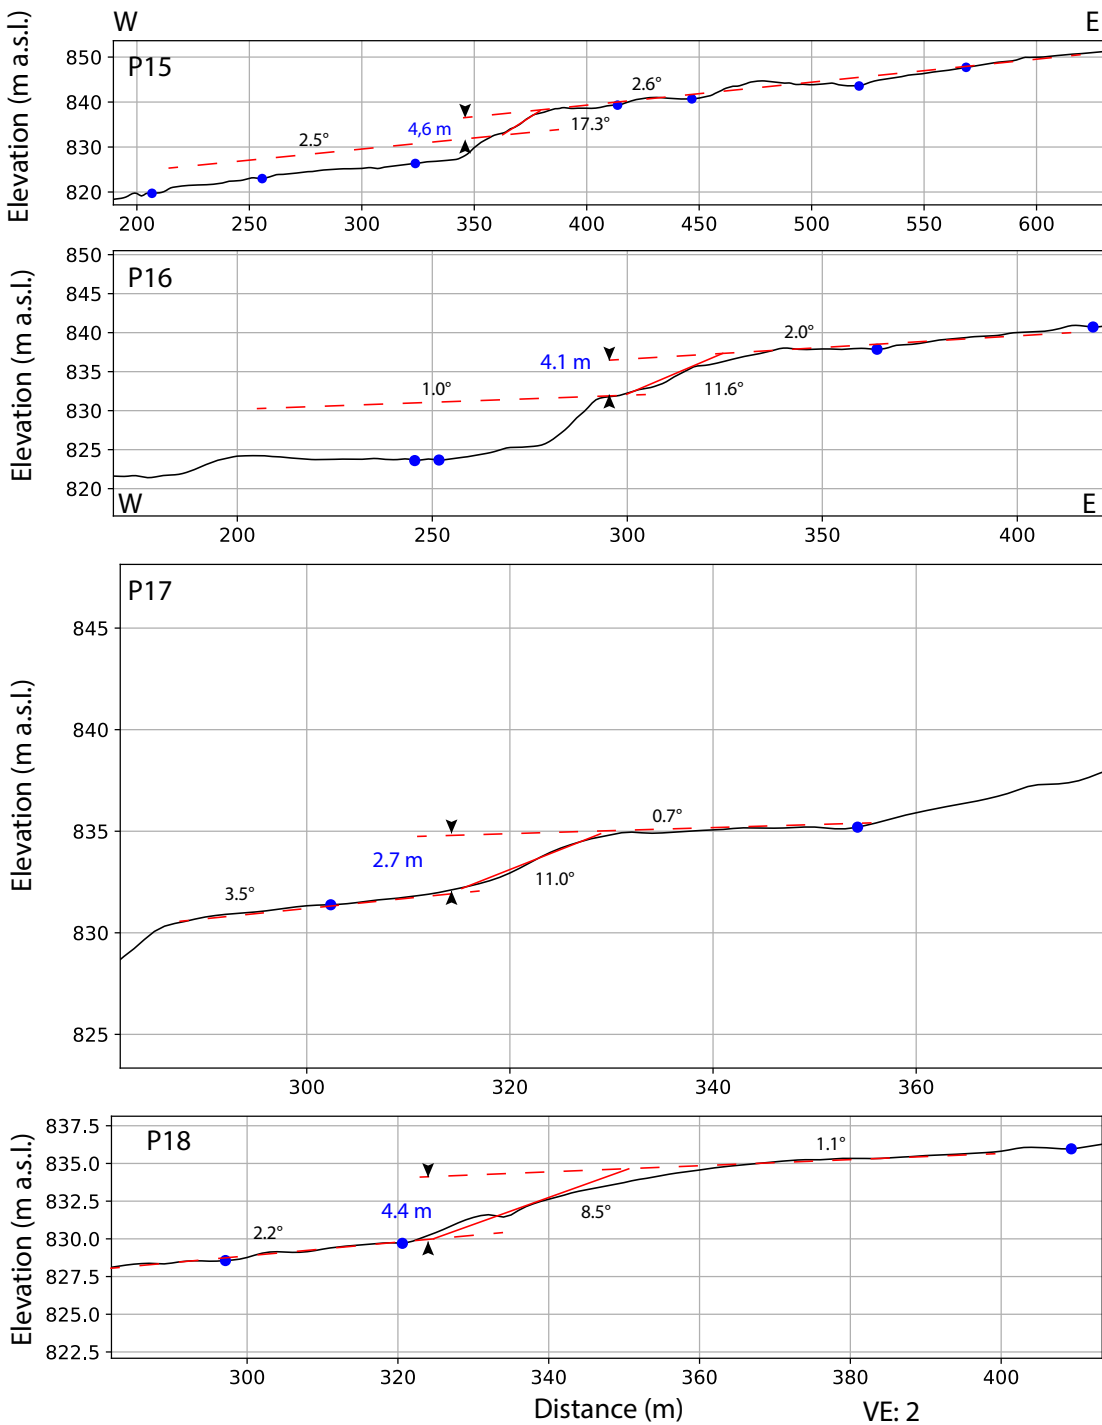 W E
P15
Elevation (m a.s.l.)
850
840
830
820
2.5°
4,6 m
17.3°
2.6°
200 250 300 350 400 450 500 550 600
P16
Elevation (m a.s.l.)
850
845
840
835
830
825
820
1.0°
4.1 m
11.6°
2.0°
W E
200 250 300 350 400
P17
Elevation (m a.s.l.)
845
840
835
830
825
3.5°
2.7 m
11.0°
0.7°
300 320 340 360
P18
Elevation (m a.s.l.)
837.5
835.0
832.5
830.0
827.5
825.0
822.5
2.2°
4.4 m
8.5°
1.1°
300 320 340 360 380 400
Distance (m) VE: 2